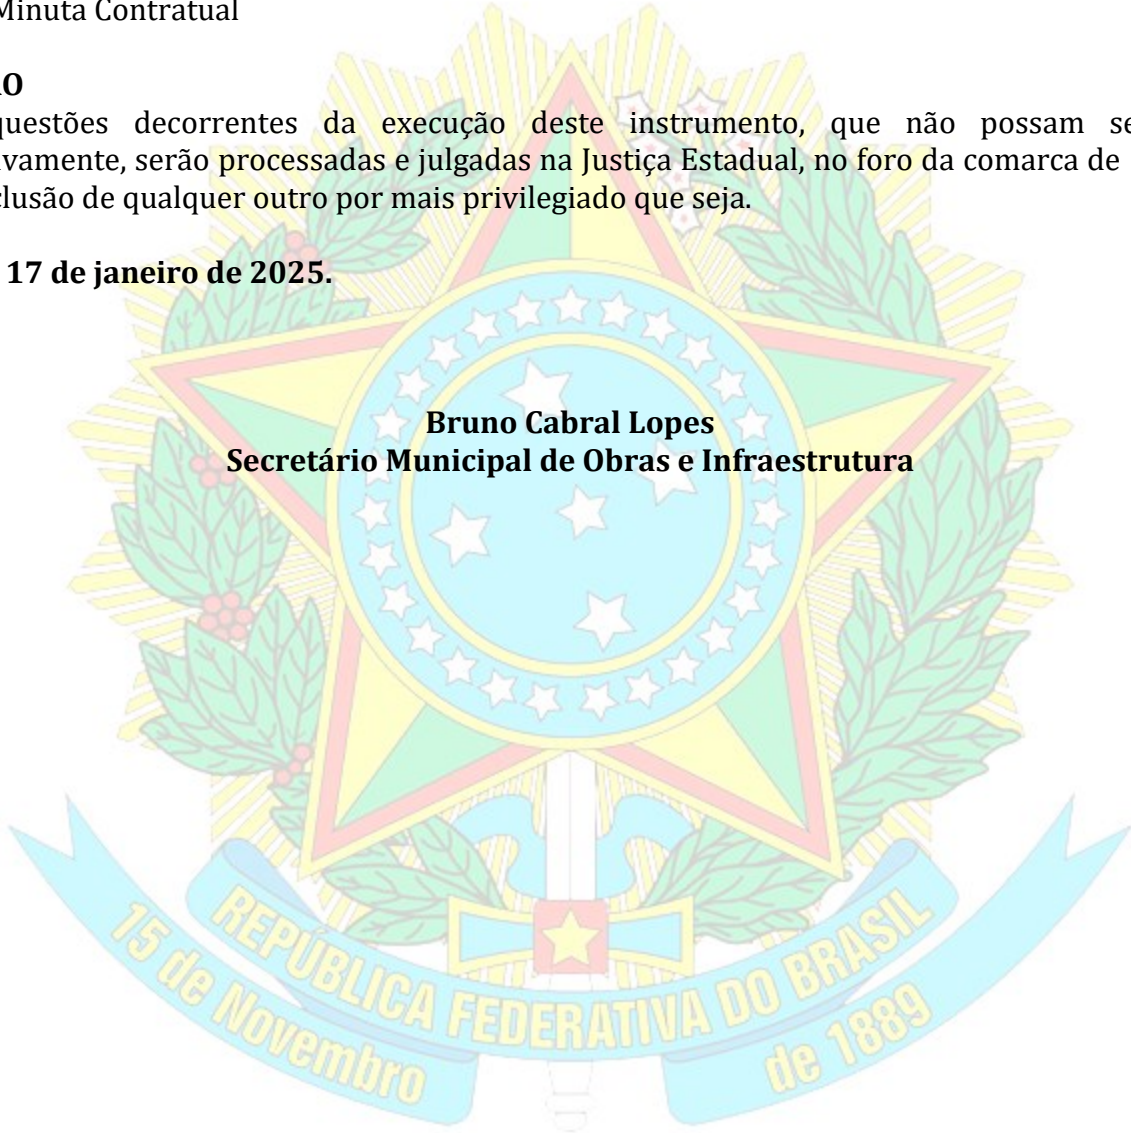 Minuta Contratual
RO
questões decorrentes da execução deste instrumento, que não possam se
ivamente, serão processadas e julgadas na Justiça Estadual, no foro da comarca de
clusão de qualquer outro por mais privilegiado que seja.
17 de janeiro de 2025.
Bruno Cabral Lopes
Secretário Municipal de Obras e Infraestrutura
REPÚBLICA FEDERATIVA DO BRASIL
15 de Novembro de 1889